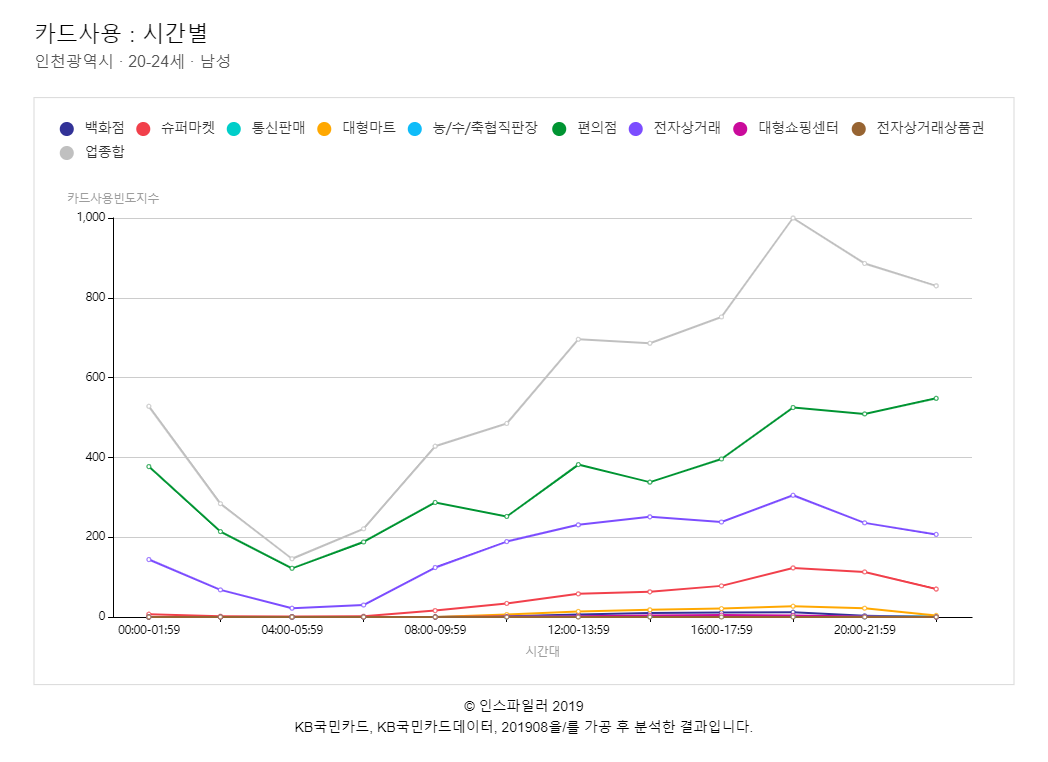 카드사용 : 시간별
인천광역시 · 20-24세 · 남성
백화점 슈퍼마켓 통신판매 대형마트 농/수/축협직판장 편의점 전자상거래 대형쇼핑센터 전자상거래상품권
업종합
카드사용빈도지수
1,000
800
600
400
200
0
00:00-01:59 04:00-05:59 08:00-09:59 12:00-13:59 16:00-17:59 20:00-21:59
시간대
© 인스파일러 2019
KB국민카드, KB국민카드데이터, 201908을/를 가공 후 분석한 결과입니다.